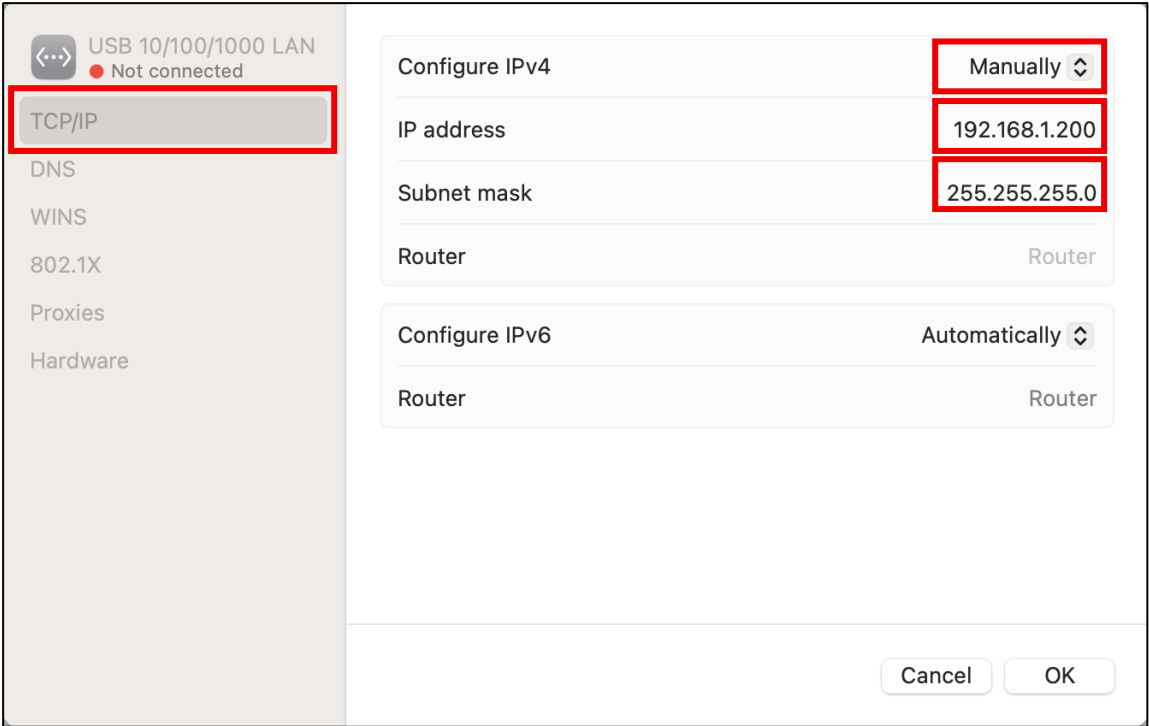 USB 10/100/1000 LAN
Not connected
TCP/IP
DNS
WINS
802.1X
Proxies
Hardware
Configure IPv4 Manually
IP address 192.168.1.200
Subnet mask 255.255.255.0
Router Router
Configure IPv6 Automatically
Router Router
Cancel OK